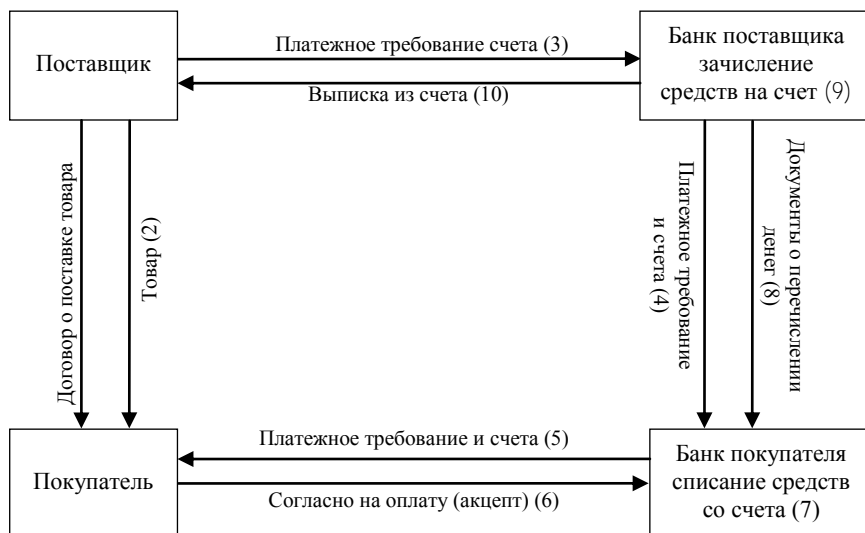 Платежное требование счета (3)
Поставщик
Банк поставщика
зачисление
средств на счет (9)
Выписка из счета (10)
Договор о поставке товара
Товар (2)
Платежное требование
и счета (4)
Документы о перечислении
денег (8)
Платежное требование и счета (5)
Покупатель
Банк покупателя
списание средств
со счета (7)
Согласно на оплату (акцепт) (6)